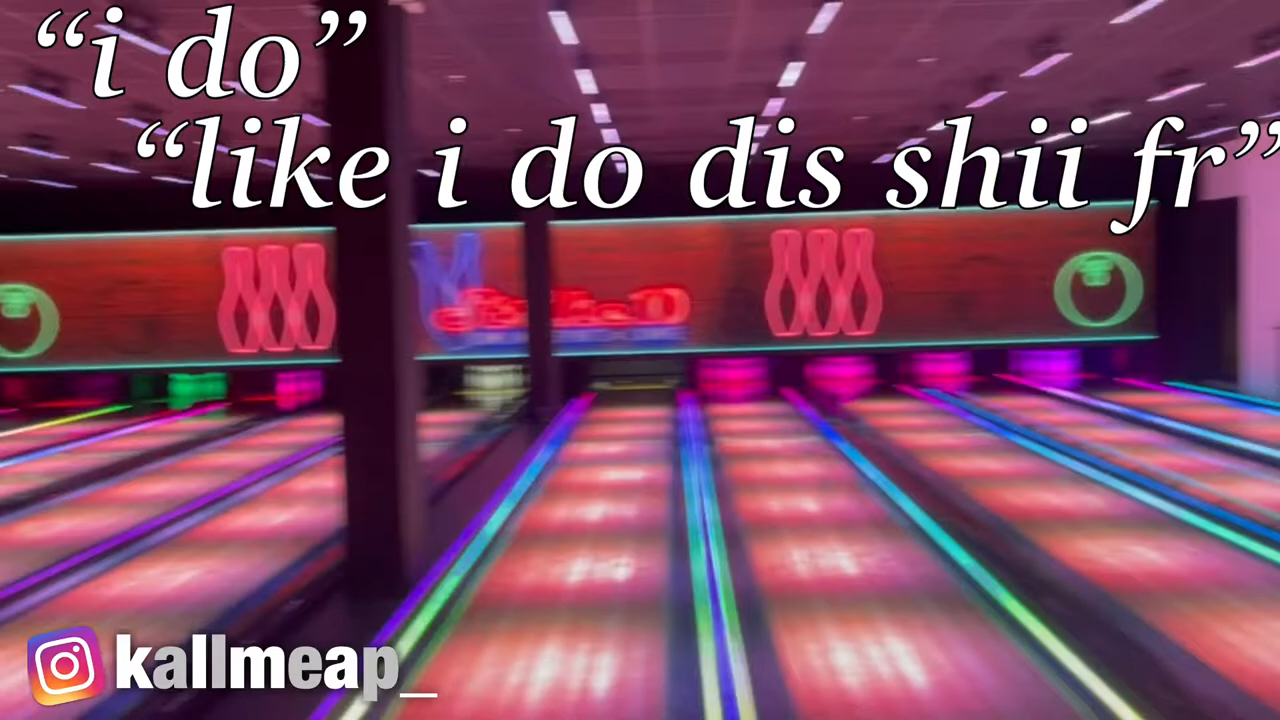 “i do”
“like i do dis shii fr”
kallmeap_